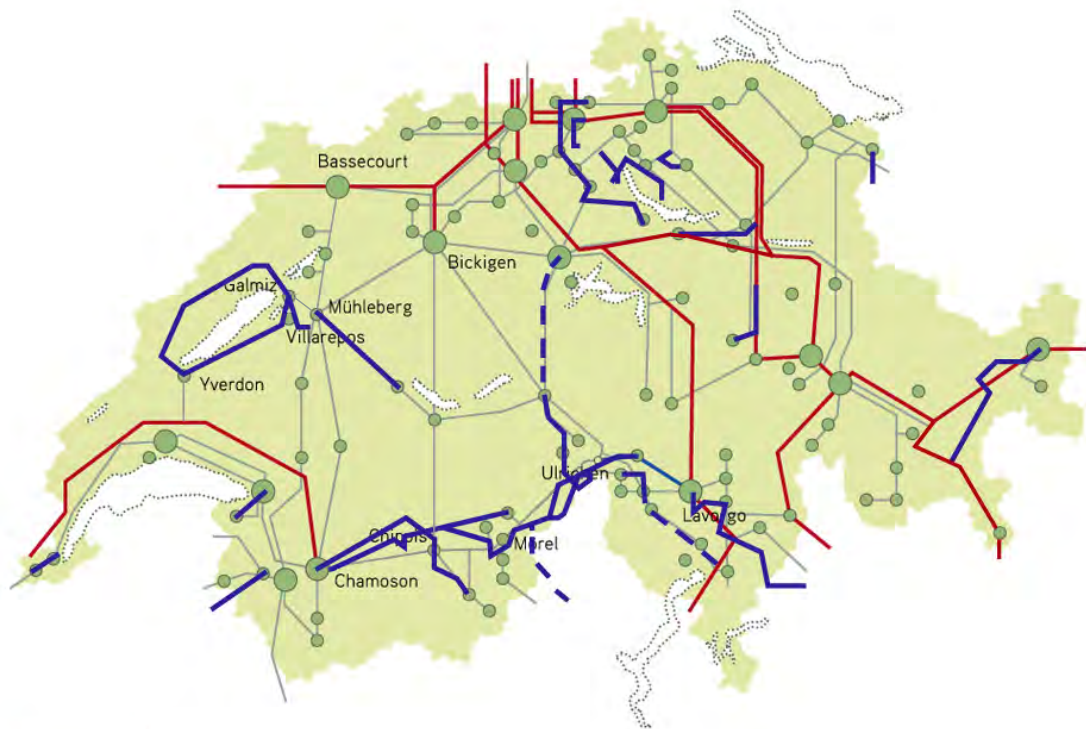 Bassecourt
Bickigen
Galmiz
Mühleberg
Villarepos
Yverdon
Ulrichen
Lavorgo
Chippis
Mörel
Chamoson